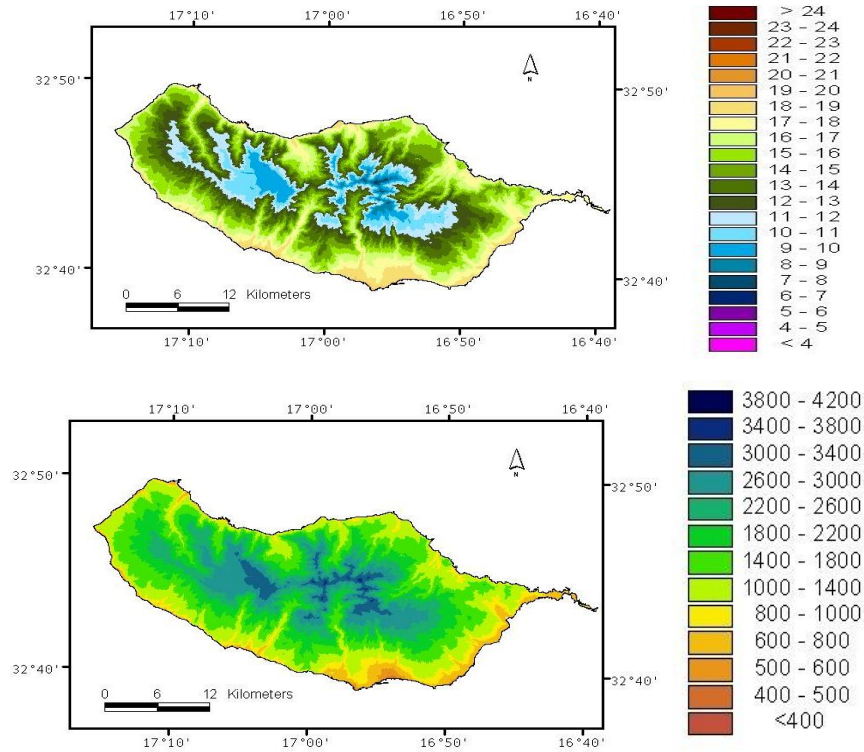 17°10' 17°00' 16°50' 16°40'
32°50'
32°50'
N
32°40'
32°40'
0 6 12 Kilometers
17°10' 17°00' 16°50' 16°40'
> 24
23 - 24
22 - 23
21 - 22
20 - 21
19 - 20
18 - 19
17 - 18
16 - 17
15 - 16
14 - 15
13 - 14
12 - 13
11 - 12
10 - 11
9 - 10
8 - 9
7 - 8
6 - 7
5 - 6
4 - 5
< 4
17°10' 17°00' 16°50' 16°40'
32°50'
32°50'
N
32°40'
32°40'
0 6 12 Kilometers
17°10' 17°00' 16°50' 16°40'
3800 - 4200
3400 - 3800
3000 - 3400
2600 - 3000
2200 - 2600
1800 - 2200
1400 - 1800
1000 - 1400
800 - 1000
600 - 800
500 - 600
400 - 500
<400